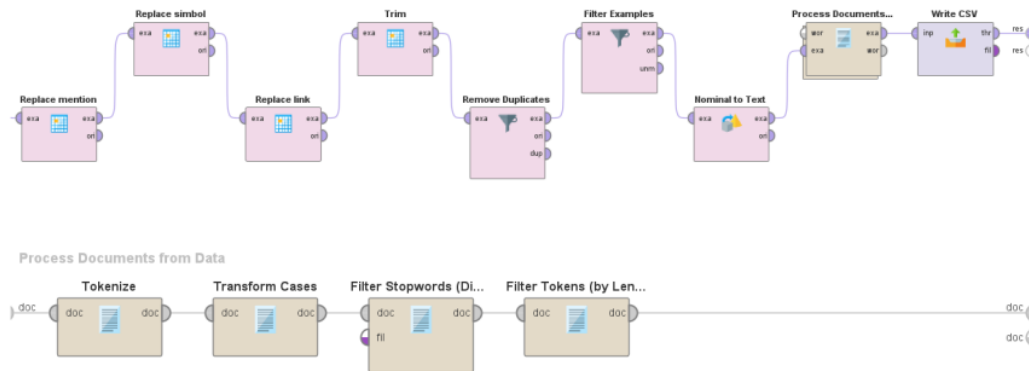 Replace simbol
exa exa
ori
Trim
exa exa
ori
Filter Examples
exa exa
ori
unm
Process Documents...
wor exa
exa wor
Write CSV
inp thr
fil
res
res
Replace mention
exa exa
ori
Replace link
exa exa
ori
Remove Duplicates
exa exa
ori
dup
Nominal to Text
exa exa
ori
Process Documents from Data
doc
Tokenize
doc doc
Transform Cases
doc doc
Filter Stopwords (Di...
doc doc
fil
Filter Tokens (by Len...
doc doc
doc
doc